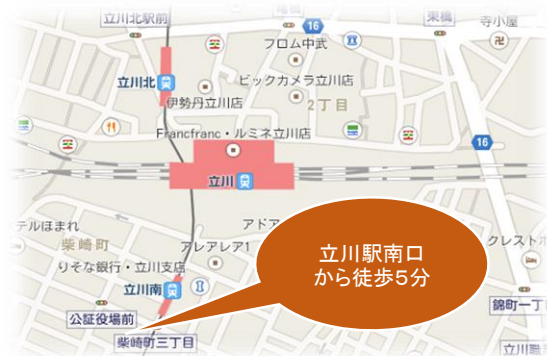 立川北駅前
東橋
寺小屋
16
フロム中武
立川北
ビックカメラ立川店
伊勢丹立川店
2丁目
Francfranc・ルミネ立川店
16
立川
テルほまれ
アドア
クレストホ
柴崎町
アレアレア1
りそな銀行・立川支店
立川南
立川駅南口
から徒歩5分
錦町一丁
公証役場前
柴崎町三丁目
立川